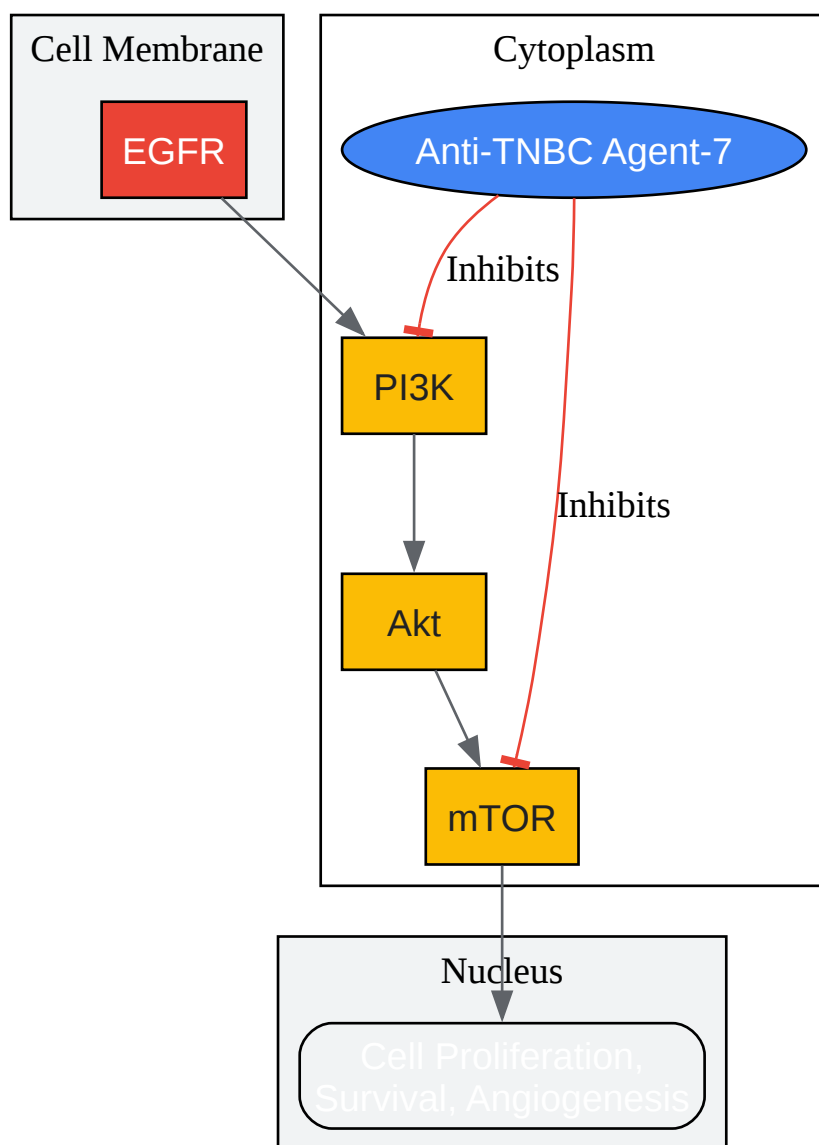 Cell Membrane
Cytoplasm
EGFR
Anti-TNBC Agent-7
Inhibits
PI3K
Inhibits
Akt
mTOR
Nucleus
Cell Proliferation,
Survival, Angiogenesis